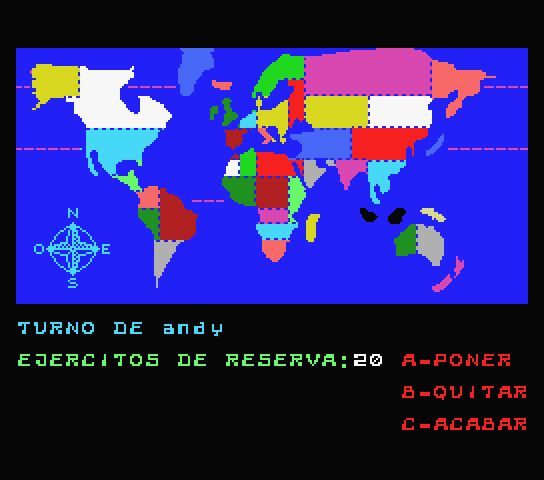 N
O E
S
TURNO DE andy
EJERCITOS DE RESERVA:20 A-PONER
B-QUITAR
C-ACABAR